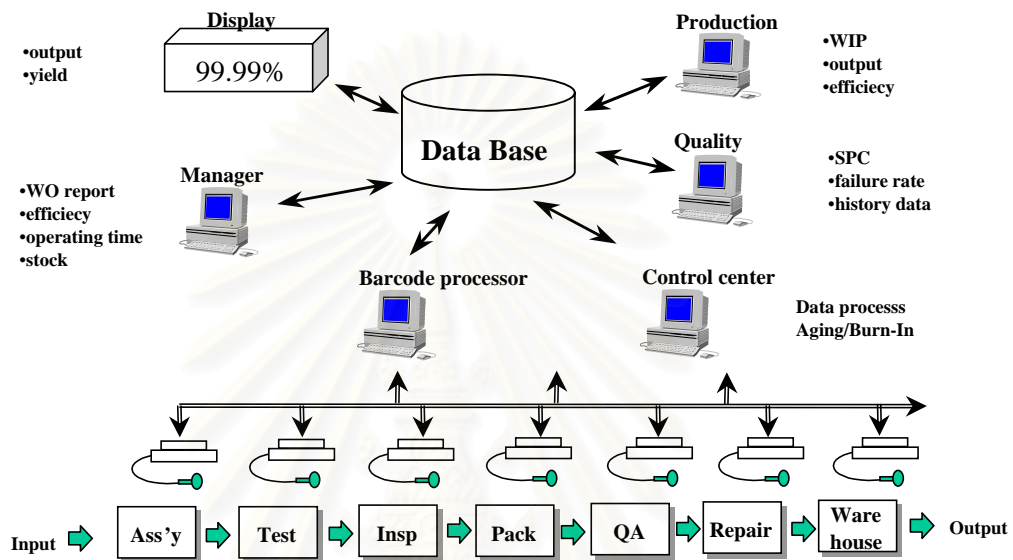 Display
•output
•yield
99.99%
Production
•WIP
•output
•efficiecy
Data Base
Quality
•SPC
•failure rate
•history data
Manager
•WO report
•efficiecy
•operating time
•stock
Barcode processor
Control center
Data processs
Aging/Burn-In
Input
Ass'y
Test
Insp
Pack
QA
Repair
Ware
house
Output